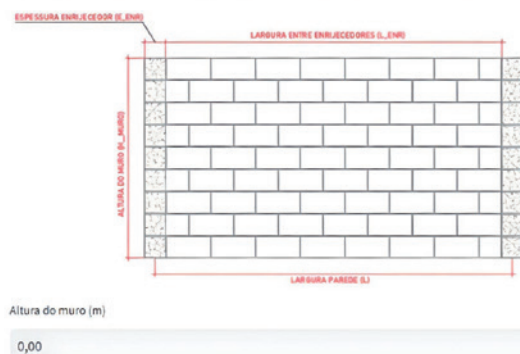 ESPESSURA ENRIJECEDOR (E_ENR)
LARGURA ENTRE ENRIJECEDORES (L_ENR)
ALTURA DO MURO (H_MURO)
LARGURA PAREDE (L)
Altura do muro (m)
0,00